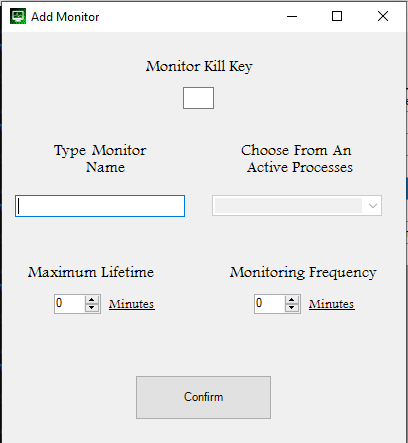 Add Monitor
Monitor Kill Key
Type Monitor
Name
Choose From An
Active Processes
Maximum Lifetime
Monitoring Frequency
0 Minutes
0 Minutes
Confirm